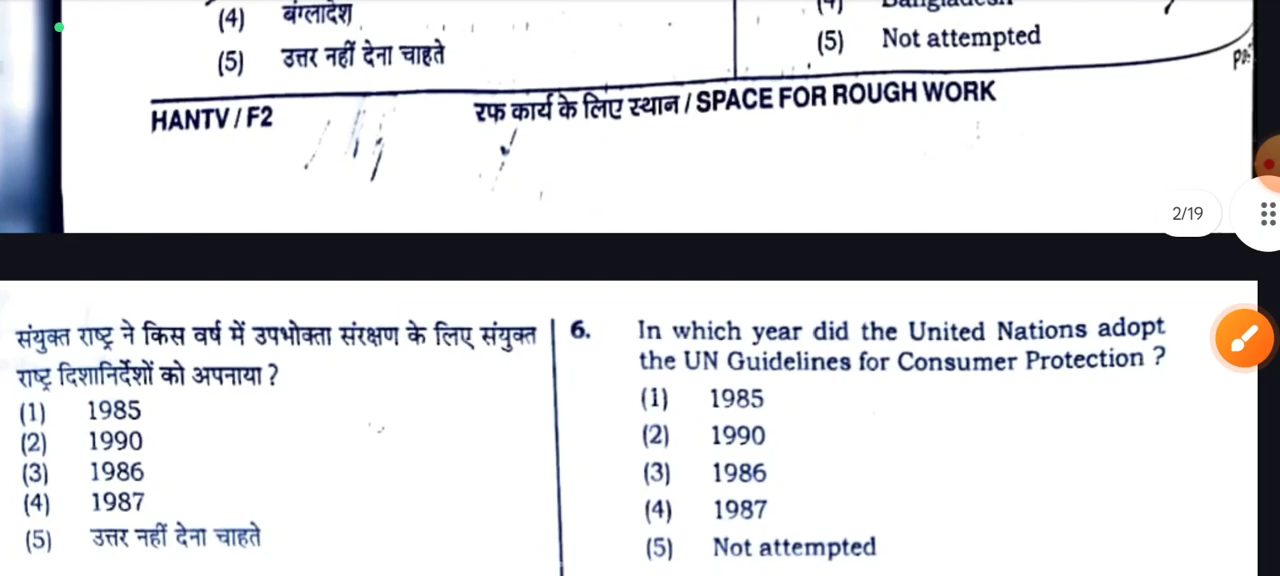 (4) बंग्लादेश
(5) उत्तर नहीं देना चाहते
(5) Not attempted
HANTV / F2
रफ कार्य के लिए स्थान / SPACE FOR ROUGH WORK
2/19
संयुक्त राष्ट्र ने किस वर्ष में उपभोक्ता संरक्षण के लिए संयुक्त
राष्ट्र दिशानिर्देशों को अपनाया ?
(1) 1985
(2) 1990
(3) 1986
(4) 1987
(5) उत्तर नहीं देना चाहते
6. In which year did the United Nations adopt
the UN Guidelines for Consumer Protection ?
(1) 1985
(2) 1990
(3) 1986
(4) 1987
(5) Not attempted